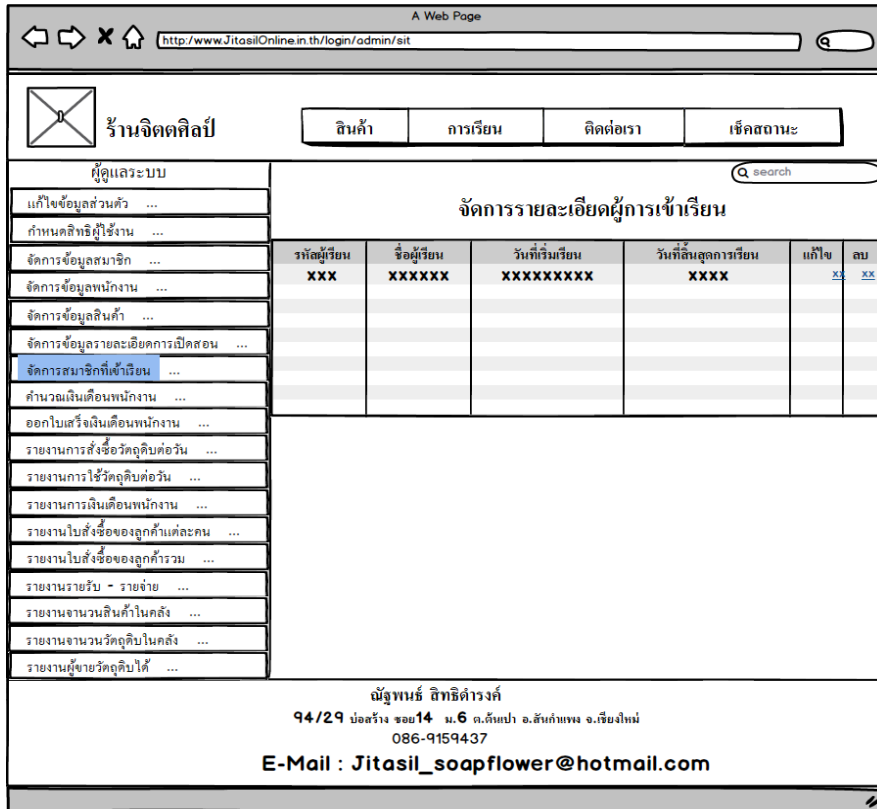 A Web Page
http:/www.JitasilOnline.in.th/login/admin/sit
ร้านจิตตศิลป์
สินค้า การเรียน ติดต่อเรา เช็คสถานะ
ผู้ดูแลระบบ
search
แก้ไขข้อมูลส่วนตัว ...
กำหนดสิทธิผู้ใช้งาน ...
จัดการข้อมูลสมาชิก ...
จัดการข้อมูลพนักงาน ...
จัดการข้อมูลสินค้า ...
จัดการข้อมูลรายละเอียดการเปิดสอน ...
จัดการสมาชิกที่เข้าเรียน ...
คำนวณเงินเดือนพนักงาน ...
ออกใบเสร็จเงินเดือนพนักงาน ...
รายงานการสั่งซื้อวัตถุดิบต่อวัน ...
รายงานการใช้วัตถุดิบต่อวัน ...
รายงานการเงินเดือนพนักงาน ...
รายงานใบสั่งซื้อของลูกค้าแต่ละคน ...
รายงานใบสั่งซื้อของลูกค้ารวม ...
รายงานรายรับ - รายจ่าย ...
รายงานจานวนสินค้าในคลัง ...
รายงานจานวนวัตถุดิบในคลัง ...
รายงานผู้ขายวัตถุดิบได้ ...
จัดการรายละเอียดผู้การเข้าเรียน
รหัสผู้เรียน ชื่อผู้เรียน วันที่เริ่มเรียน วันที่สิ้นสุดการเรียน แก้ไข ลบ
xxx xxxxxx xxxxxxxxx xxxx xx xx
ณัฐพนธ์ สิทธิดำรงค์
94/29 บ่อสร้าง ซอย14 ม.6 ต.ต้นเปา อ.สันกำแพง จ.เชียงใหม่
086-9159437
E-Mail : Jitasil_soapflower@hotmail.com